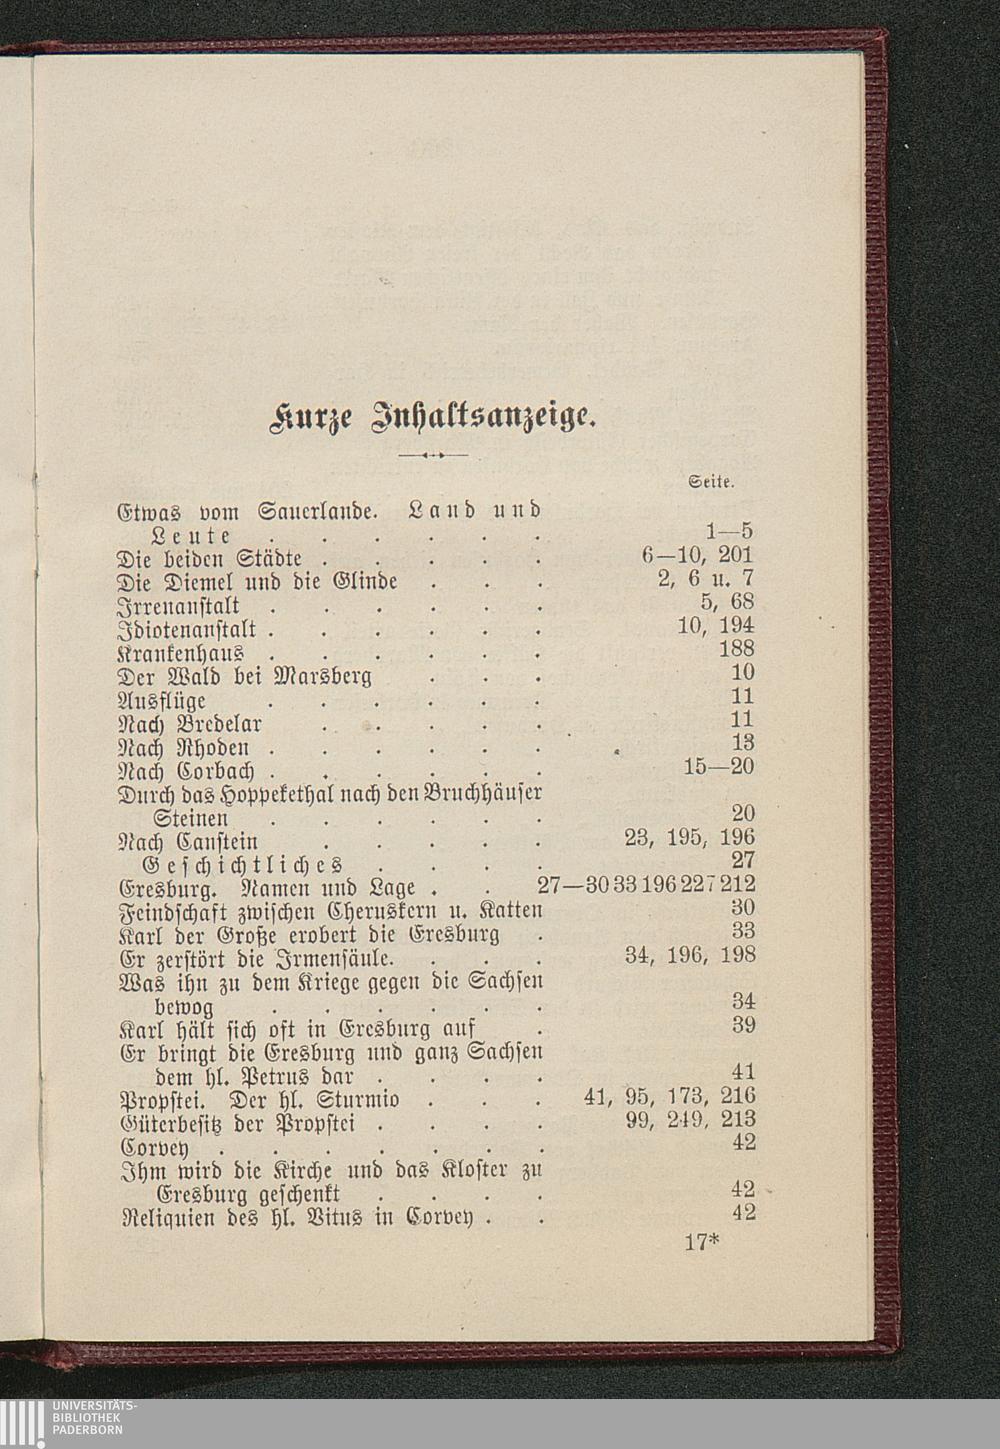 Kurze Inhaltsanzeige.
Seite.
Etwas vom Sauerlande. Land und
Leute . . . . . . 1—5
Die beiden Städte . . . . . 6—10, 201
Die Diemel und die Glinde . . . 2, 6 u. 7
Irrenanstalt . . . . . . 5, 68
Idiotenanstalt . . . . . . 10, 194
Krankenhaus . . . . . . 188
Der Wald bei Marsberg . . . 10
Ausflüge . . . . . . 11
Nach Bredelar . . . . . 11
Nach Rhoden . . . . . . 13
Nach Corbach . . . . . . 15—20
Durch das Hoppekethal nach den Bruchhäuser
Steinen . . . . . . 20
Nach Canstein . . . . . 23, 195, 196
Geschichtliches . . . . 27
Eresburg. Namen und Lage . . 27—30 33 196 227 212
Feindschaft zwischen Cheruskern u. Katten 30
Karl der Große erobert die Eresburg . 33
Er zerstört die Irmensäule. . . . 34, 196, 198
Was ihn zu dem Kriege gegen die Sachsen
bewog . . . . . . 34
Karl hält sich oft in Eresburg auf . 39
Er bringt die Eresburg und ganz Sachsen
dem hl. Petrus dar . . . . 41
Propstei. Der hl. Sturmio . . . 41, 95, 173, 216
Güterbesitz der Propstei . . . . 99, 249, 213
Corvey . . . . . . . 42
Ihm wird die Kirche und das Kloster zu
Eresburg geschenkt . . . . 42
Reliquien des hl. Vitus in Corvey . . 42
17*
UNIVERSITÄTS-
BIBLIOTHEK
PADERBORN